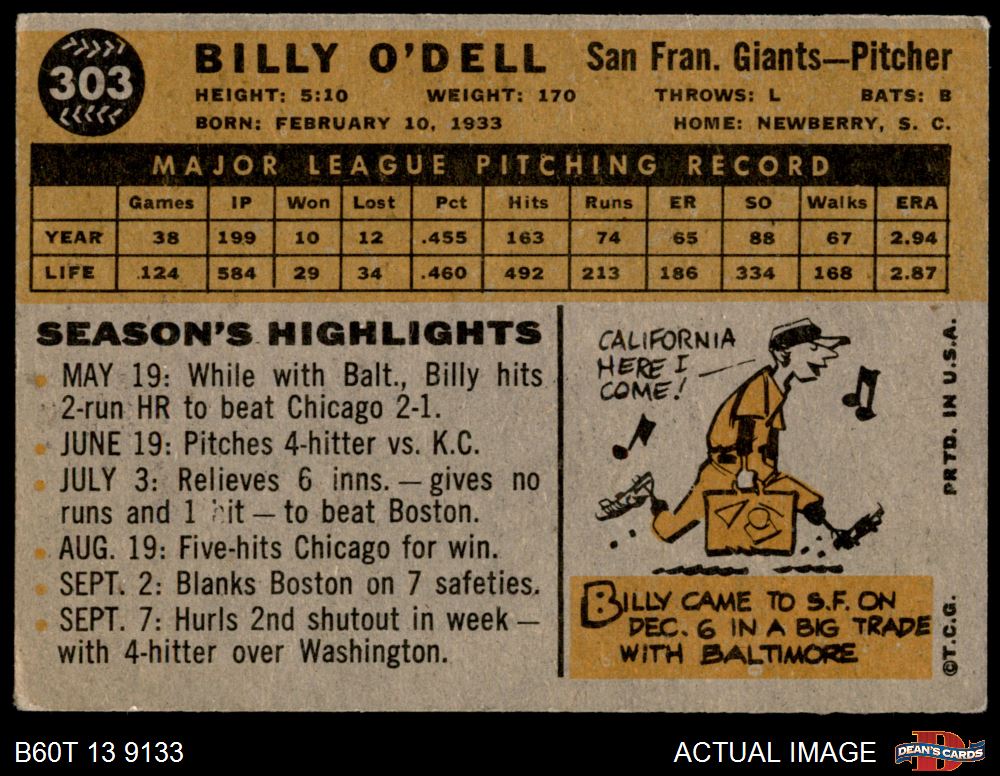 303
BILLY O'DELL San Fran. Giants—Pitcher
HEIGHT: 5:10 WEIGHT: 170 THROWS: L BATS: B
BORN: FEBRUARY 10, 1933 HOME: NEWBERRY, S. C.
MAJOR LEAGUE PITCHING RECORD
Games IP Won Lost Pct Hits Runs ER SO Walks ERA
YEAR 38 199 10 12 .455 163 74 65 88 67 2.94
LIFE 124 584 29 34 .460 492 213 186 334 168 2.87
SEASON'S HIGHLIGHTS
MAY 19: While with Balt., Billy hits
2-run HR to beat Chicago 2-1.
JUNE 19: Pitches 4-hitter vs. K.C.
JULY 3: Relieves 6 inns. — gives no
runs and 1 hit — to beat Boston.
AUG. 19: Five-hits Chicago for win.
SEPT. 2: Blanks Boston on 7 safeties.
SEPT. 7: Hurls 2nd shutout in week —
with 4-hitter over Washington.
CALIFORNIA
HERE I
COME!
BILLY CAME TO S.F. ON
DEC. 6 IN A BIG TRADE
WITH BALTIMORE
PRTD. IN U.S.A.
©T.C.G.
B60T 13 9133
ACTUAL IMAGE
DEAN'S CARDS